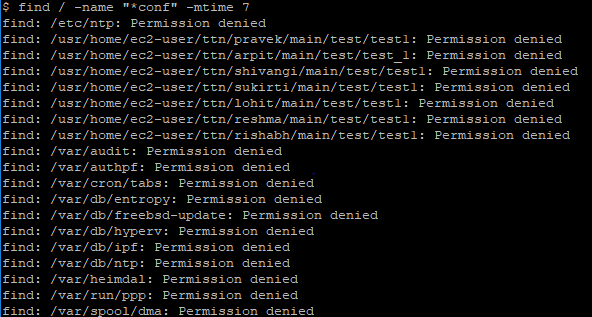 $ find / -name "*conf" -mtime 7
find: /etc/ntp: Permission denied
find: /usr/home/ec2-user/ttn/pravek/main/test/test1: Permission denied
find: /usr/home/ec2-user/ttn/arpit/main/test/test_1: Permission denied
find: /usr/home/ec2-user/ttn/shivangi/main/test/test1: Permission denied
find: /usr/home/ec2-user/ttn/sukirti/main/test/test1: Permission denied
find: /usr/home/ec2-user/ttn/lohit/main/test/test1: Permission denied
find: /usr/home/ec2-user/ttn/reshma/main/test/test1: Permission denied
find: /usr/home/ec2-user/ttn/rishabh/main/test/test1: Permission denied
find: /var/audit: Permission denied
find: /var/authpf: Permission denied
find: /var/cron/tabs: Permission denied
find: /var/db/entropy: Permission denied
find: /var/db/freebsd-update: Permission denied
find: /var/db/hyperv: Permission denied
find: /var/db/ipf: Permission denied
find: /var/db/ntp: Permission denied
find: /var/heimdal: Permission denied
find: /var/run/ppp: Permission denied
find: /var/spool/dma: Permission denied